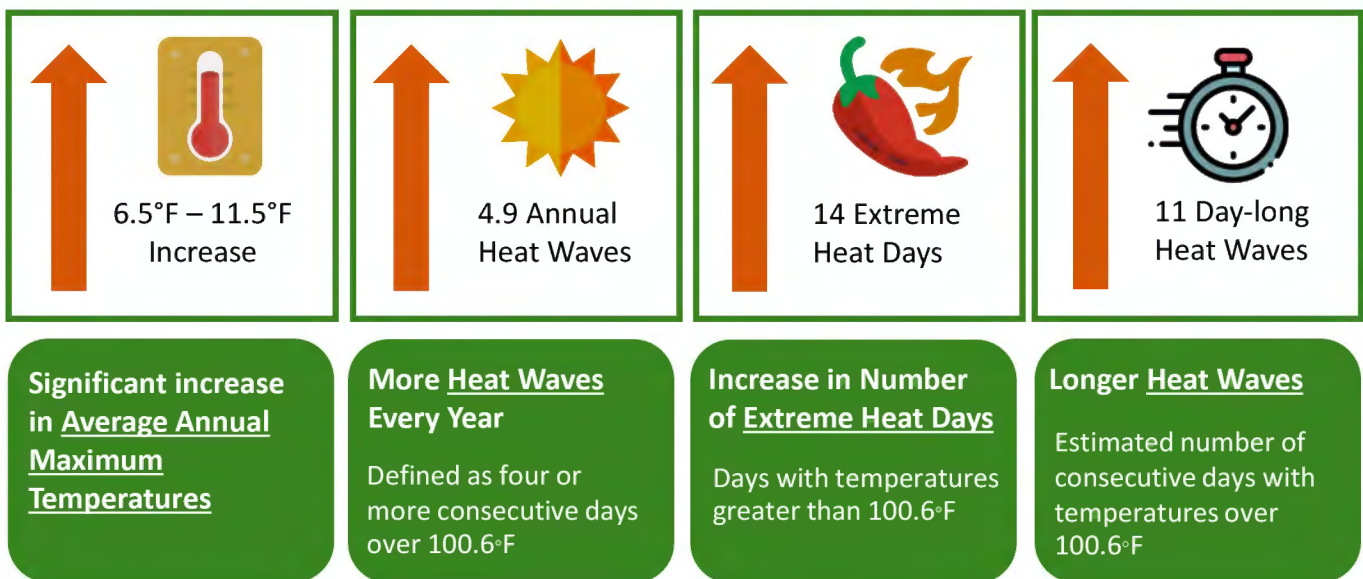 6.5°F – 11.5°F
Increase
4.9 Annual
Heat Waves
14 Extreme
Heat Days
11 Day-long
Heat Waves
Significant increase
in Average Annual
Maximum
Temperatures
More Heat Waves
Every Year
Defined as four or
more consecutive days
over 100.6◦F
Increase in Number
of Extreme Heat Days
Days with temperatures
greater than 100.6◦F
Longer Heat Waves
Estimated number of
consecutive days with
temperatures over
100.6◦F